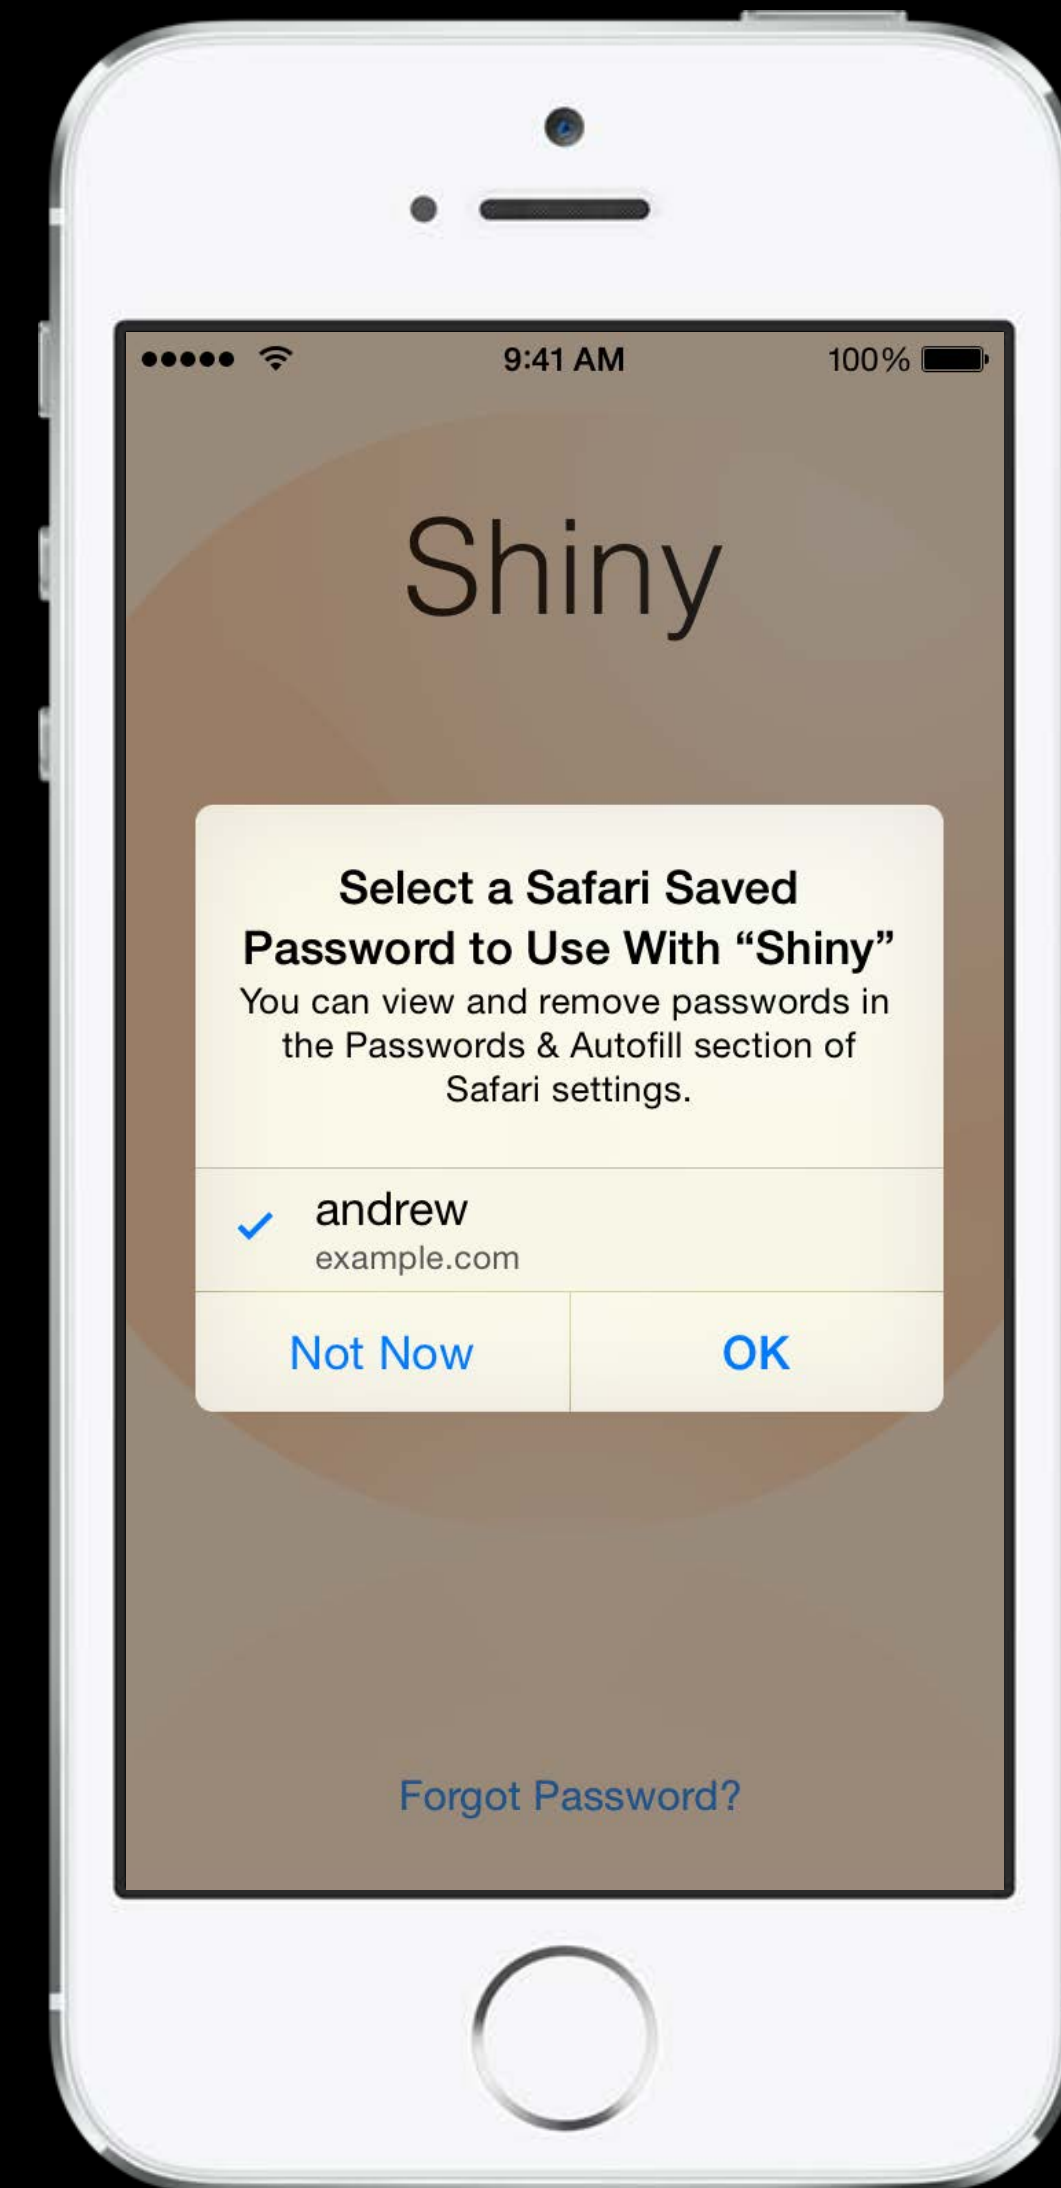 9:41 AM 100%
Shiny
Select a Safari Saved
Password to Use With “Shiny”
You can view and remove passwords in
the Passwords & Autofill section of
Safari settings.
andrew
example.com
Not Now OK
Forgot Password?